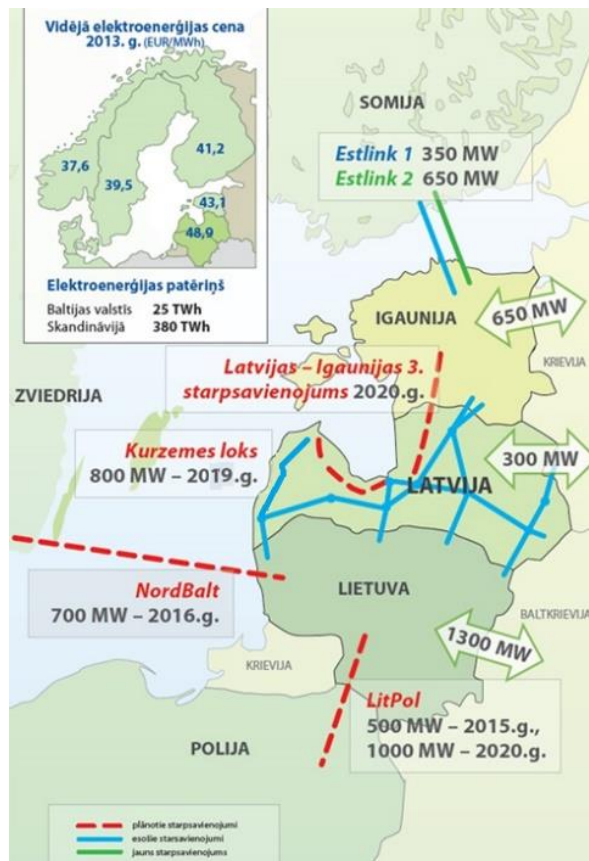 Vidējā elektroenerģijas cena
2013. g. (EUR/MWh)
37,6
39,5
41,2
43,1
48,9
Elektroenerģijas patēriņš
Baltijas valstīs 25 TWh
Skandināvijā 380 TWh
SOMIJA
Estlink 1 350 MW
Estlink 2 650 MW
IGAUNIJA
650 MW
KRIEVIJA
Latvijas – Igaunijas 3.
starpsavienojums 2020.g.
ZVIEDRIJA
Kurzemes loks
800 MW – 2019.g.
300 MW
LATVIJA
NordBalt
700 MW – 2016.g.
LIETUVA
BALTKRIEVIJA
1300 MW
KRIEVIJA
LitPol
500 MW – 2015.g.,
1000 MW – 2020.g.
POLIJA
plānotie starpsavienojumi
esošie starsavienojumi
jauns starpsavienojums